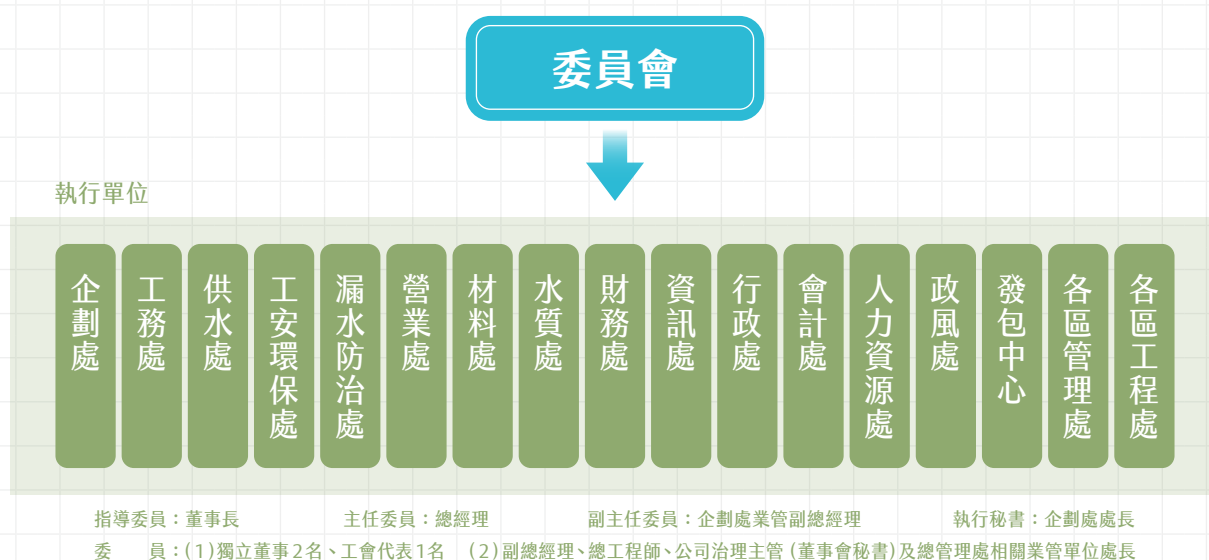 委員會
執行單位
企劃處
工務處
供水處
工安環保處
漏水防治處
營業處
材料處
水質處
財務處
資訊處
行政處
會計處
人力資源處
政風處
發包中心
各區管理處
各區工程處
指導委員：董事長 主任委員：總經理 副主任委員：企劃處業管副總經理 執行秘書：企劃處處長
委 員：(1)獨立董事2名、工會代表1名 (2)副總經理、總工程師、公司治理主管(董事會秘書)及總管理處相關業管單位處長